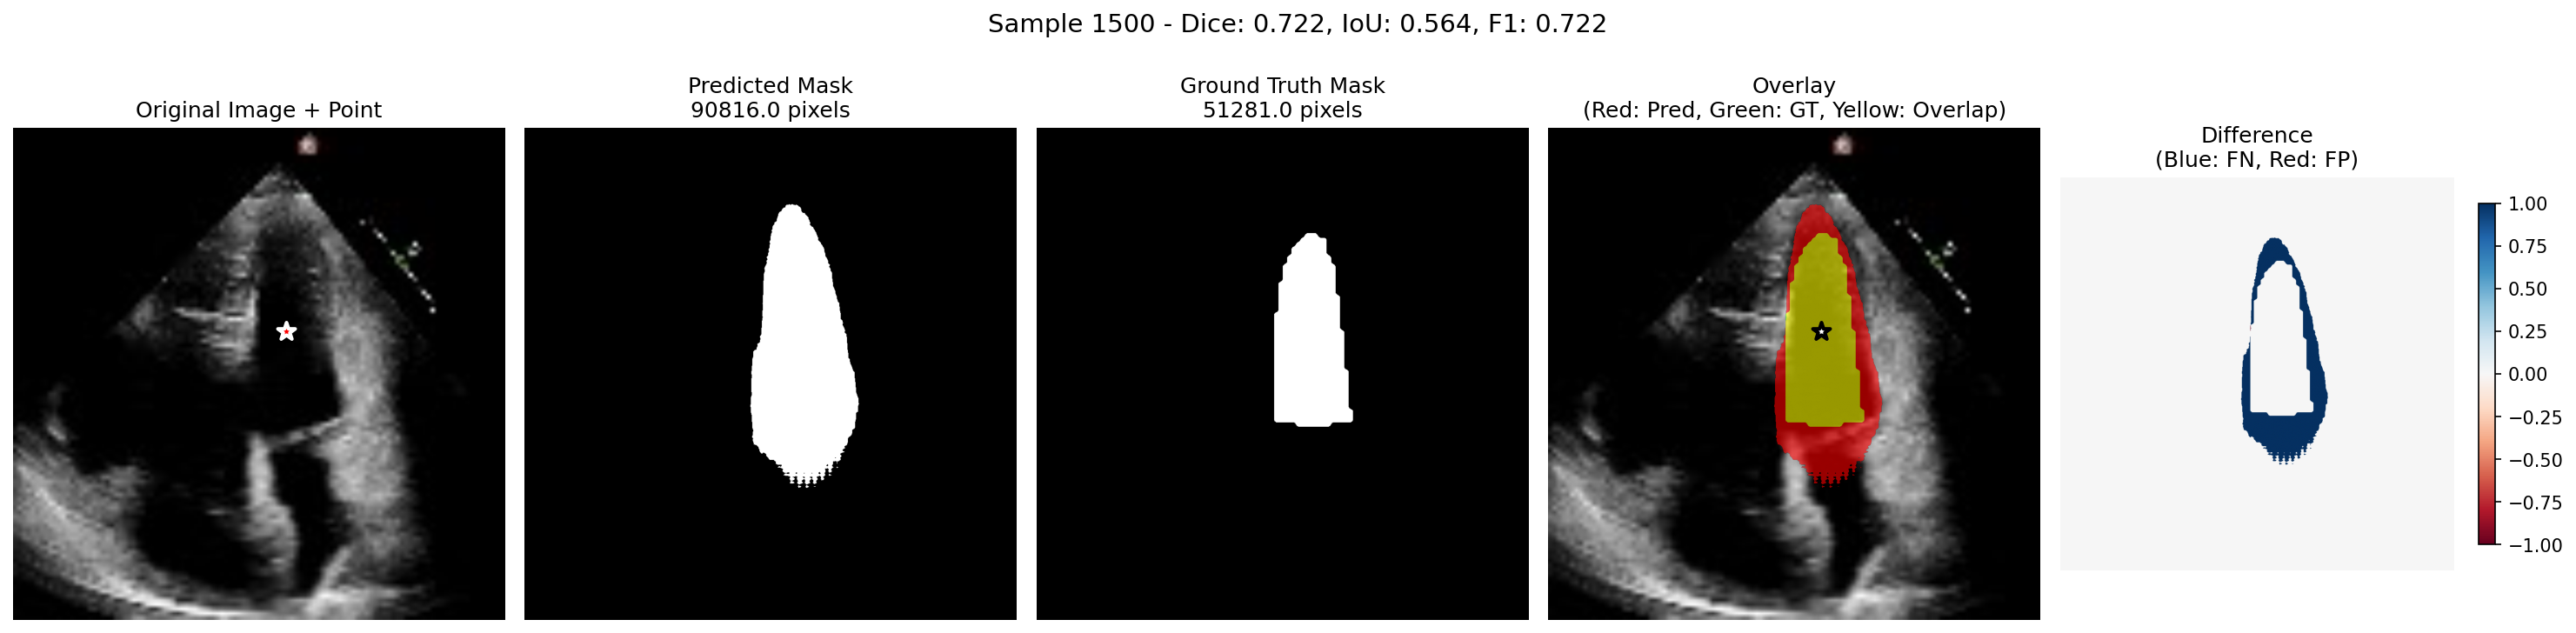 Sample 1500 - Dice: 0.722, IoU: 0.564, F1: 0.722
Original Image + Point
Predicted Mask
90816.0 pixels
Ground Truth Mask
51281.0 pixels
Overlay
(Red: Pred, Green: GT, Yellow: Overlap)
Difference
(Blue: FN, Red: FP)
1.00
0.75
0.50
0.25
0.00
−0.25
−0.50
−0.75
−1.00